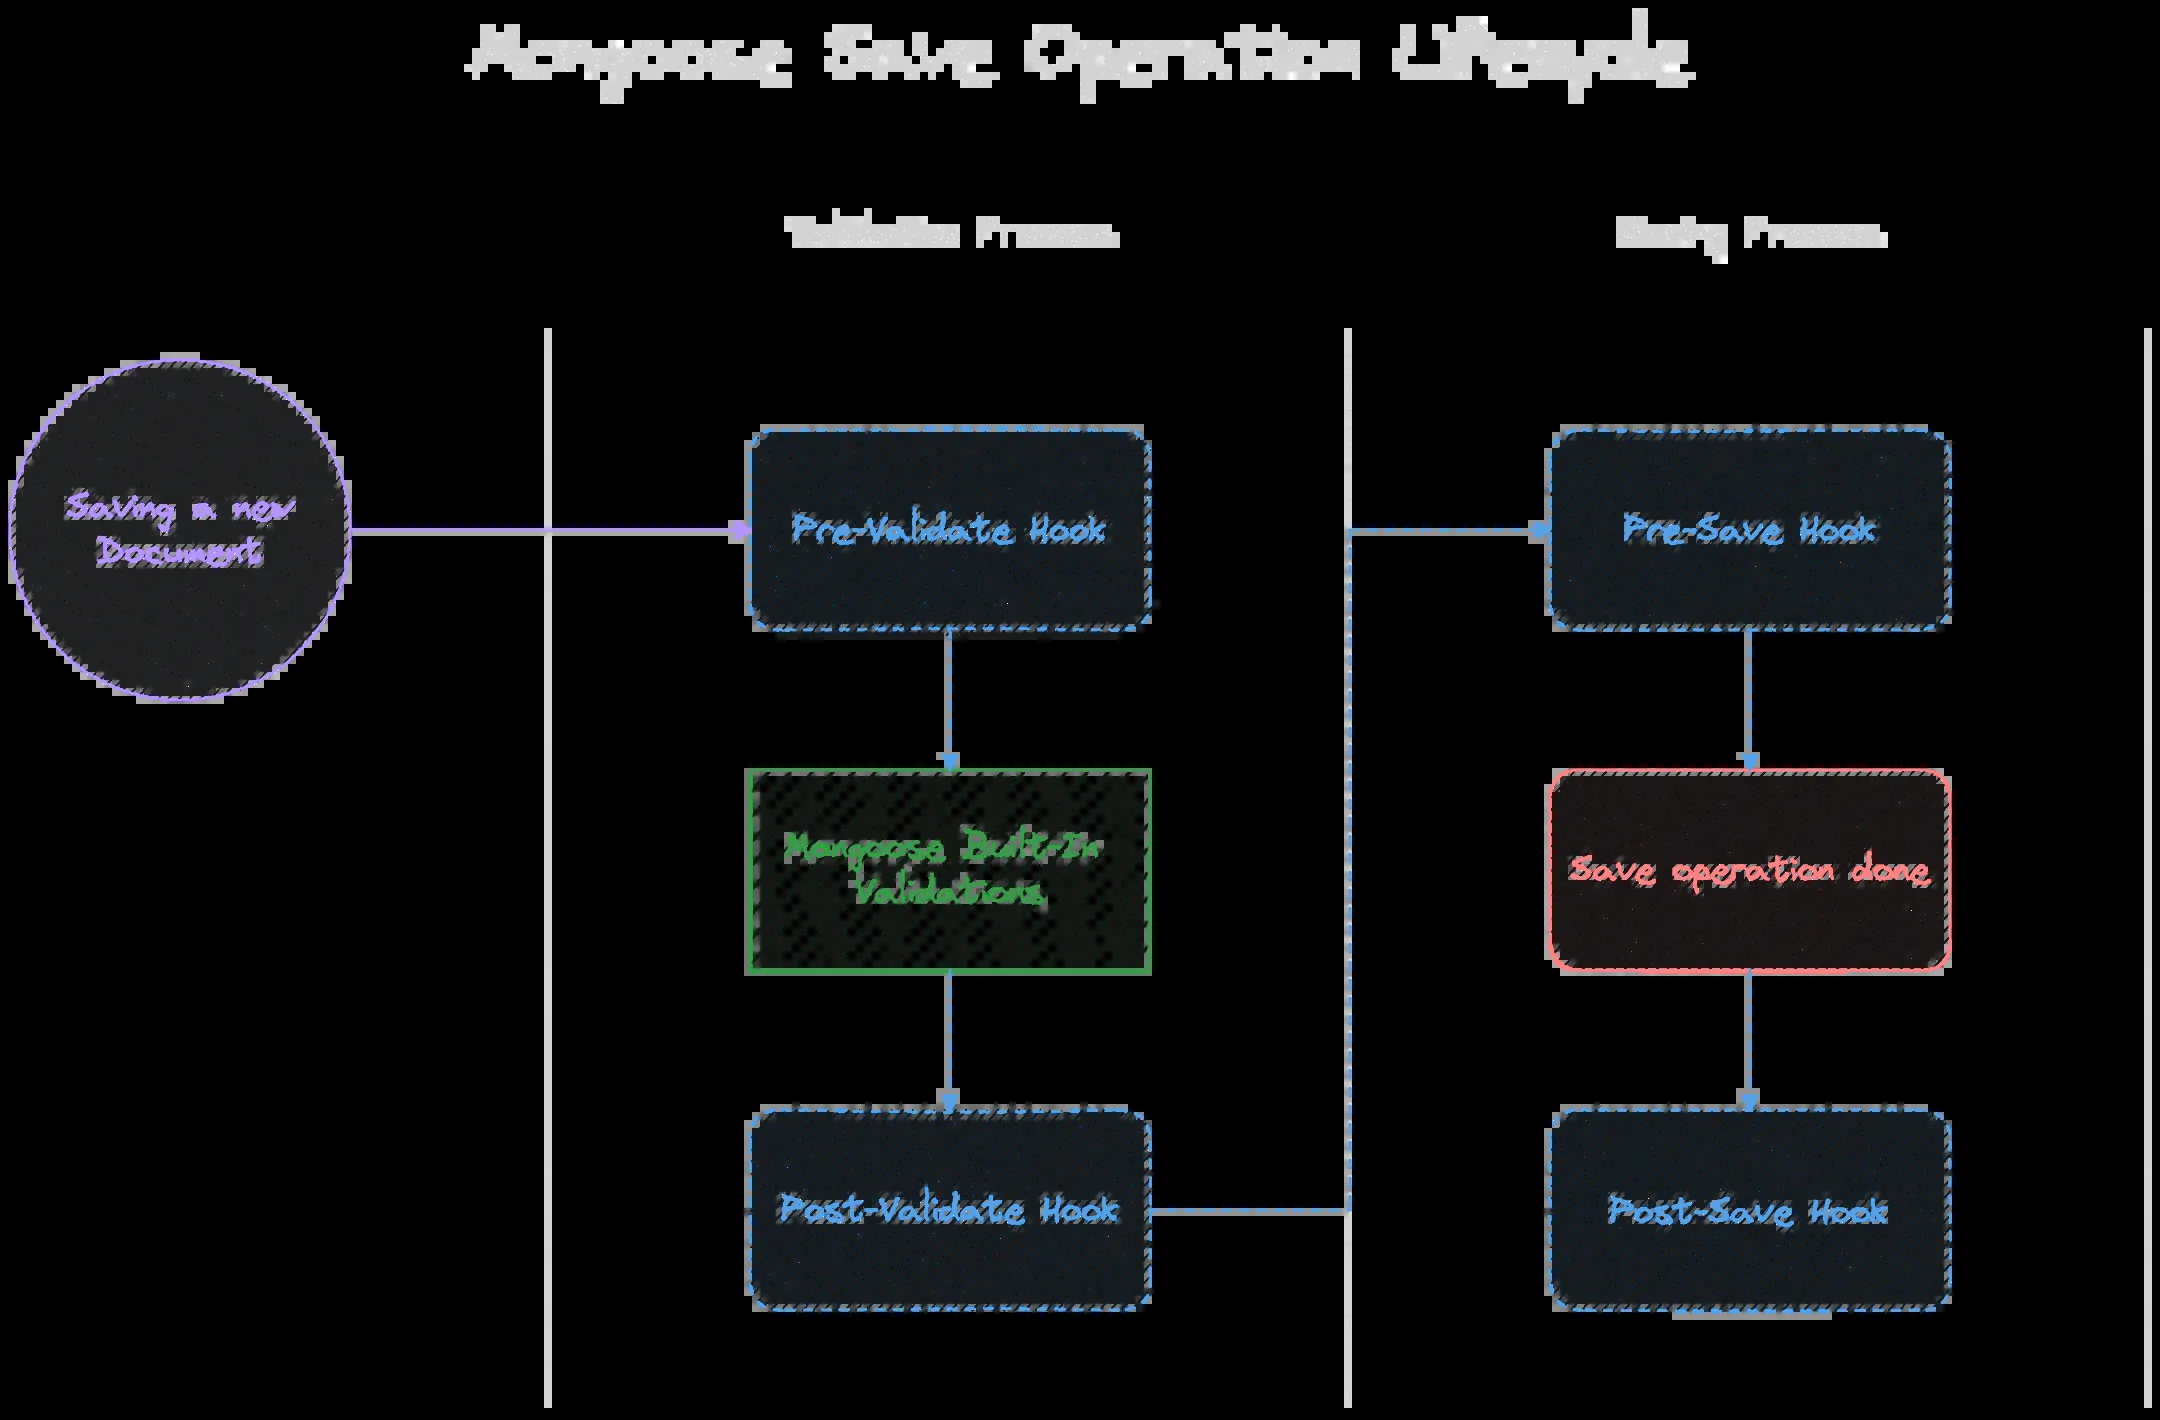 Mongoose Save Operation Lifecycle
Validation Process
Saving Process
Saving a new
Document
Pre-Validate Hook
Pre-Save Hook
Mongoose Built-In
Validations
Save operation done
Post-Validate Hook
Post-Save Hook